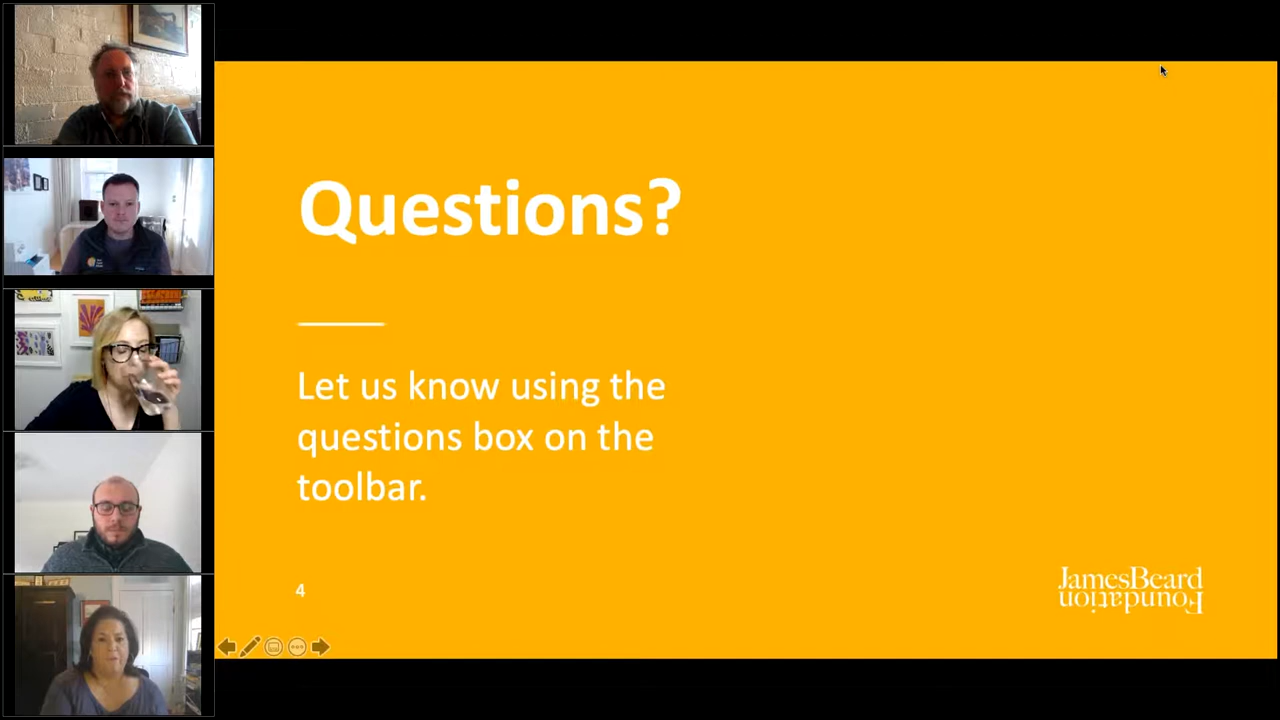 Questions?
Let us know using the
questions box on the
toolbar.
4
JamesBeard
Foundation